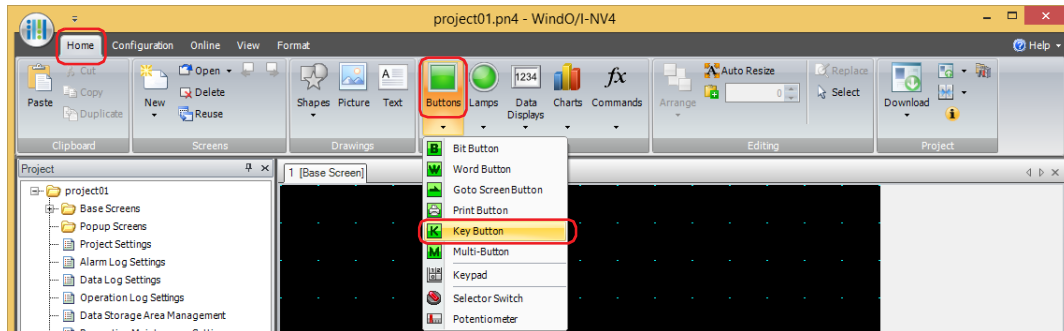 project01.pn4 - WindO/I-NV4
Home Configuration Online View Format Help
Cut Open Auto Resize Replace
Copy Delete 0 Select
Paste Duplicate New Reuse Shapes Picture Text Buttons Lamps Data Displays Charts Commands Arrange Download
1234
fx
A
Clipboard Screens Drawings Editing Project
Project
1 [Base Screen]
project01
Base Screens
Popup Screens
Project Settings
Alarm Log Settings
Data Log Settings
Operation Log Settings
Data Storage Area Management
B Bit Button
W Word Button
Goto Screen Button
Print Button
K Key Button
M Multi-Button
Keypad
Selector Switch
Potentiometer